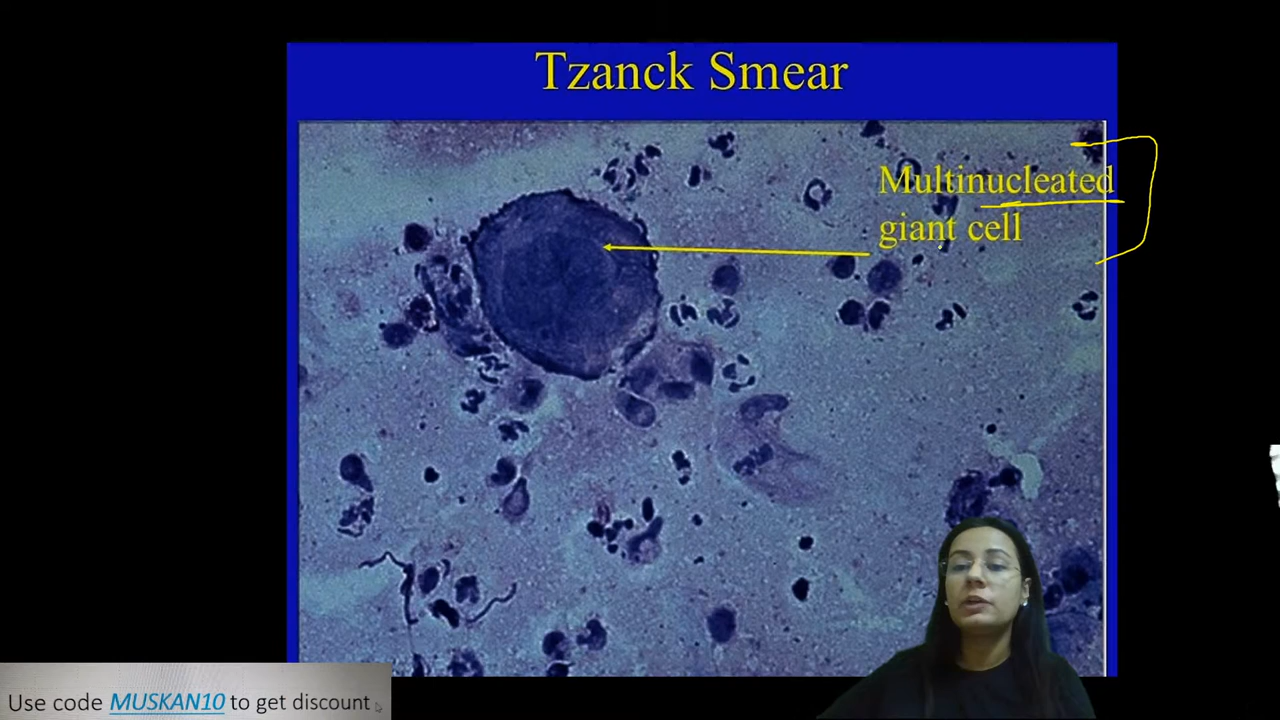 Tzanck Smear
Multinucleated
giant cell
Use code MUSKAN10 to get discount